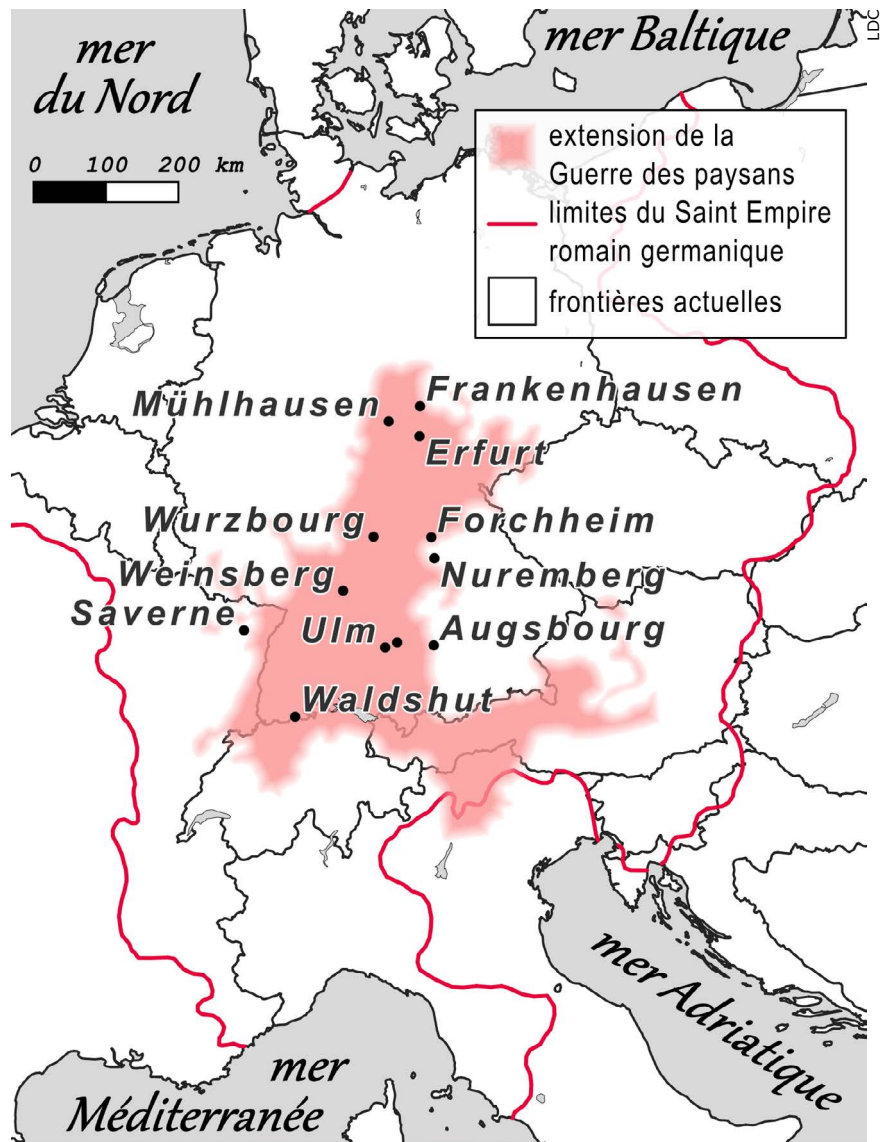 LDC
mer
du Nord
mer Baltique
0 100 200 km
extension de la
Guerre des paysans
limites du Saint Empire
romain germanique
frontières actuelles
Mühlhausen
Frankenhausen
Erfurt
Wurzbourg
Forchheim
Weinsberg
Nuremberg
Saverne
Ulm
Augsbourg
Waldshut
mer Adriatique
mer
Méditerranée